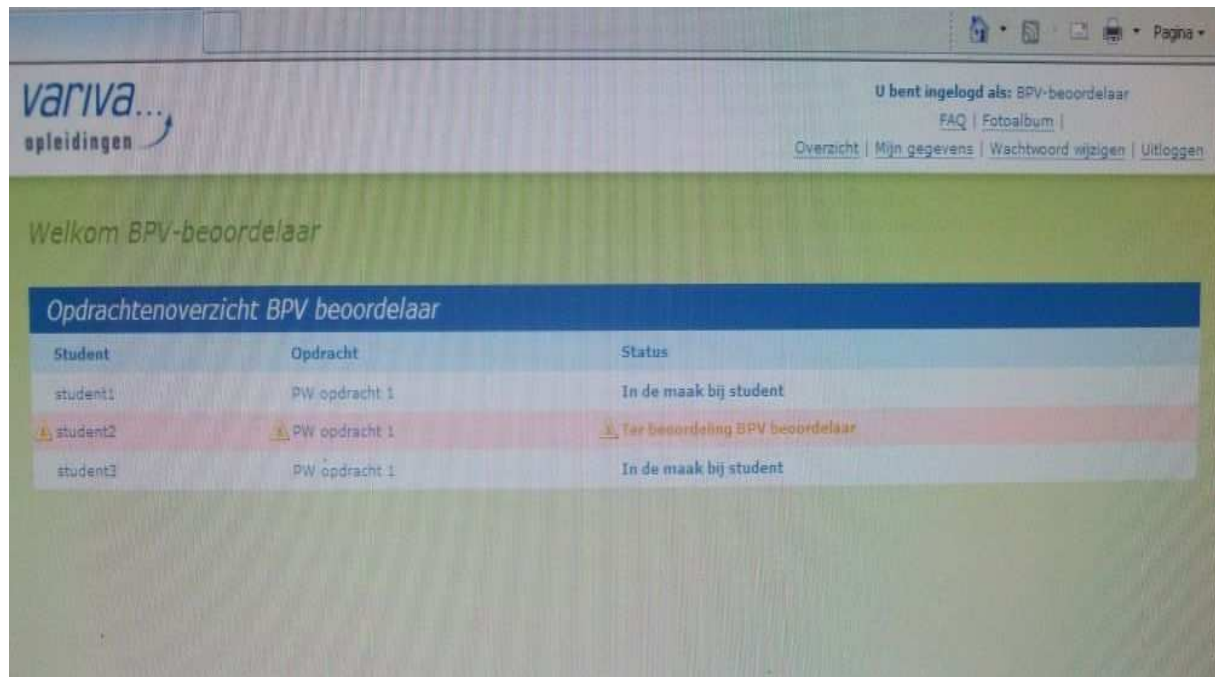 Pagina
variva...
opleidingen
U bent ingelogd als: BPV-beoordelaar
FAQ | Fotoalbum |
Overzicht | Mijn gegevens | Wachtwoord wijzigen | Uitloggen
Welkom BPV-beoordelaar
Opdrachtenoverzicht BPV beoordelaar
Student Opdracht Status
student1 PW opdracht 1 In de maak bij student
student2 PW opdracht 1 Ter beoordeling BPV beoordelaar
student3 PW opdracht 1 In de maak bij student